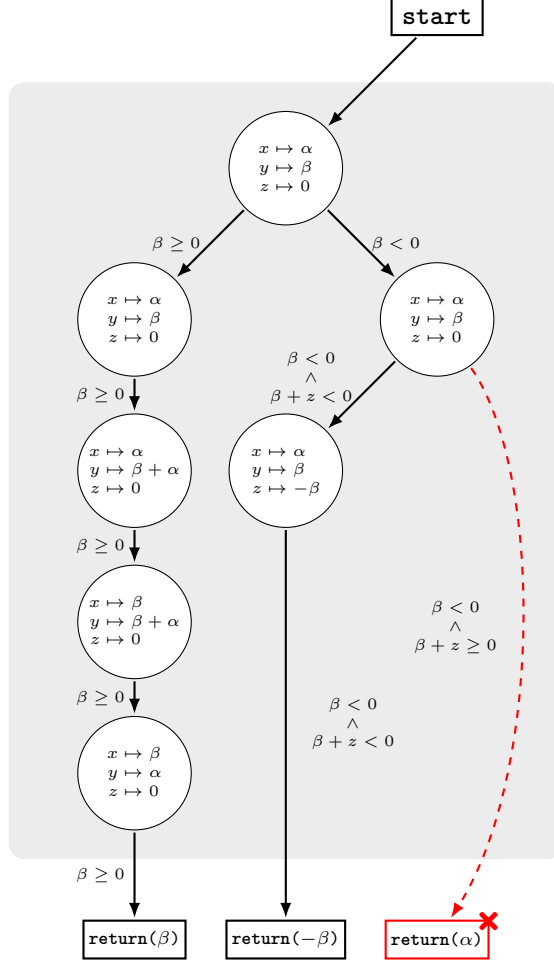 start
x ↦ α
y ↦ β
z ↦ 0
β ≥ 0
β < 0
x ↦ α
y ↦ β
z ↦ 0
x ↦ α
y ↦ β
z ↦ 0
β < 0
∧
β + z < 0
β ≥ 0
x ↦ α
y ↦ β + α
z ↦ 0
x ↦ α
y ↦ β
z ↦ −β
β ≥ 0
x ↦ β
y ↦ β + α
z ↦ 0
β < 0
∧
β + z ≥ 0
β ≥ 0
β < 0
∧
β + z < 0
x ↦ β
y ↦ α
z ↦ 0
β ≥ 0
return(β)
return(−β)
return(α)